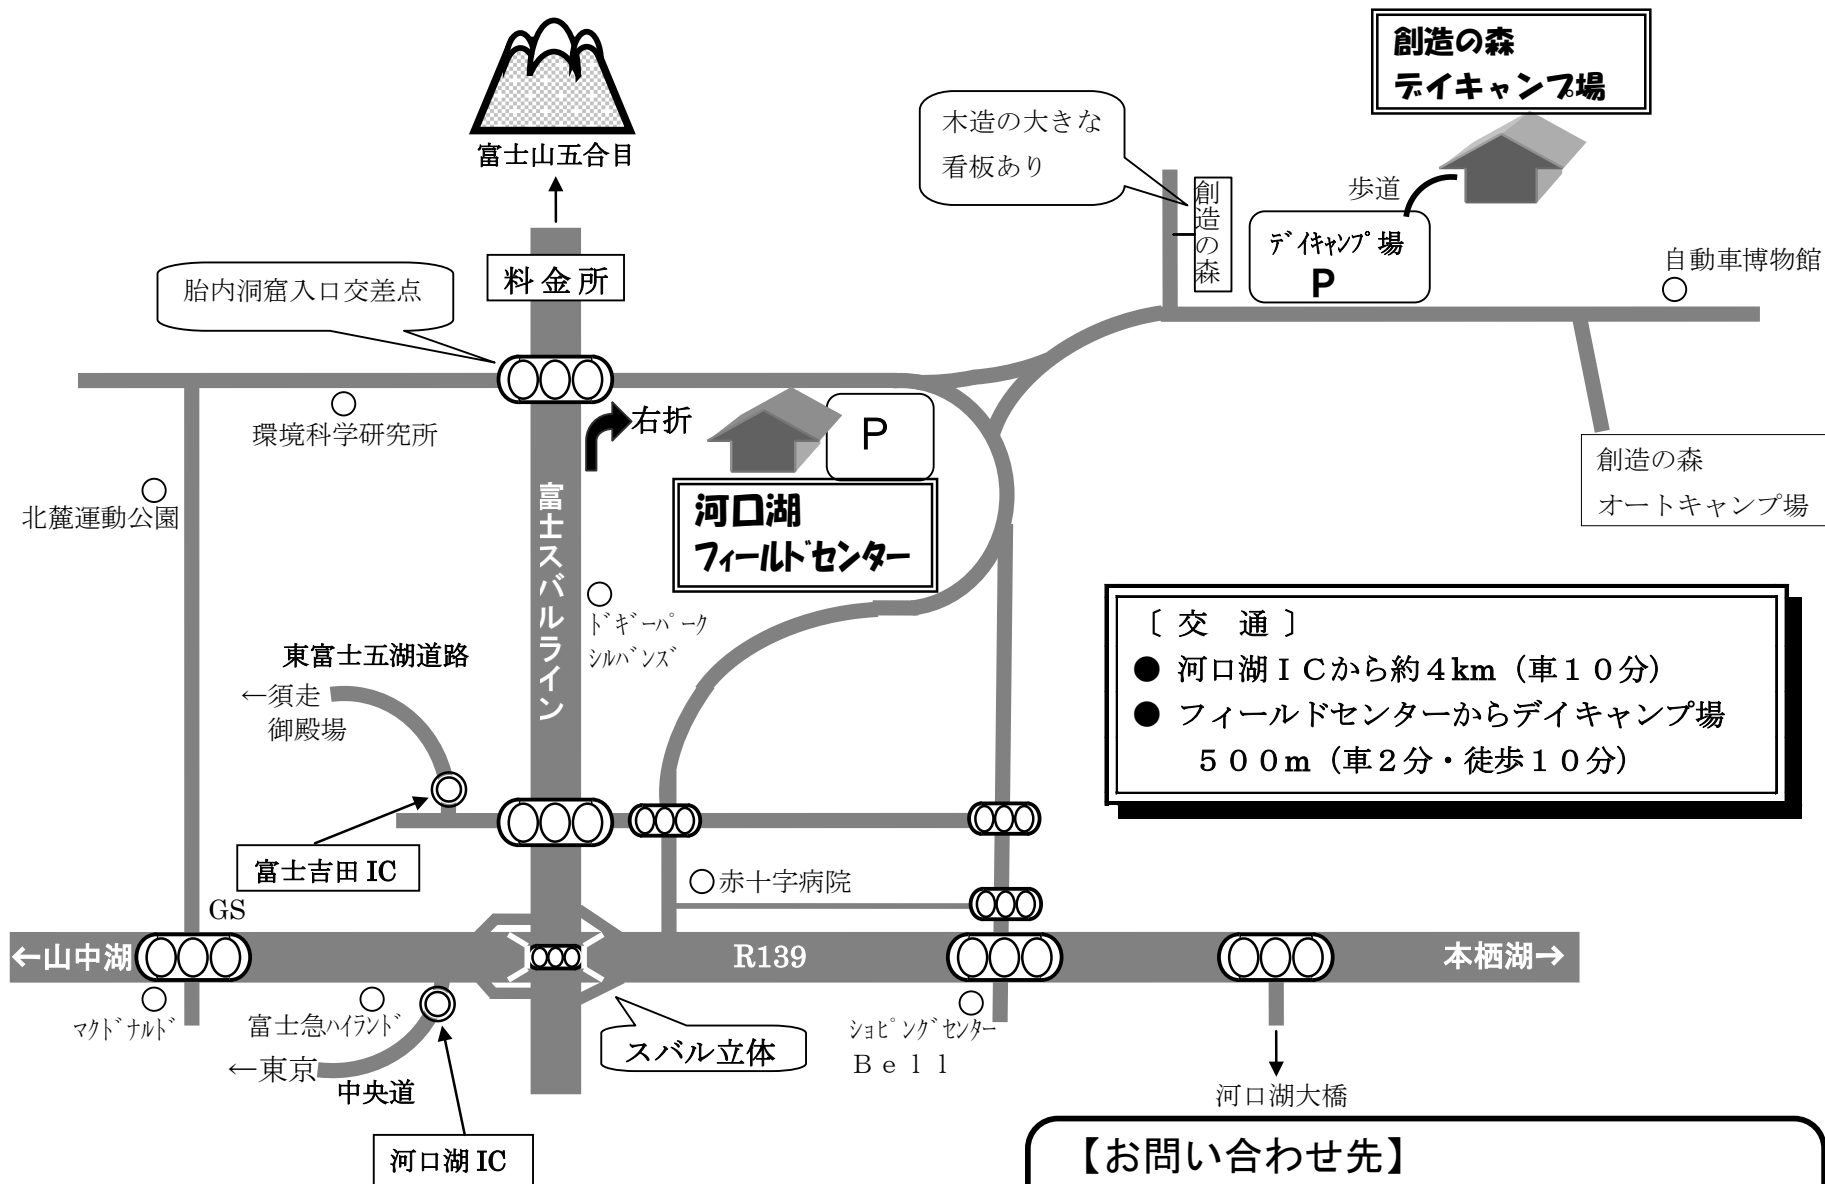 創造の森
デイキャンプ場
木造の大きな
看板あり
富士山五合目
歩道
創造の森
ﾃﾞｲｷｬﾝﾌﾟ場
P
自動車博物館
料金所
胎内洞窟入口交差点
右折
P
環境科学研究所
創造の森
オートキャンプ場
北麓運動公園
富士スバルライン
河口湖
フィールドセンター
ﾄﾞｷﾞｰﾊﾟｰｸ
ｼﾙﾊﾞﾝｽﾞ
〔 交 通 〕
● 河口湖ＩＣから約４km（車１０分）
● フィールドセンターからデイキャンプ場
５００m（車２分・徒歩１０分）
東富士五湖道路
←須走
御殿場
富士吉田 IC
赤十字病院
GS
←山中湖
R139
本栖湖→
ﾏｸﾄﾞﾅﾙﾄﾞ
富士急ﾊｲﾗﾝﾄﾞ
スバル立体
ｼｮﾋﾟﾝｸﾞｾﾝﾀｰ
Ｂｅｌｌ
←東京
中央道
河口湖大橋
河口湖 IC
【お問い合わせ先】